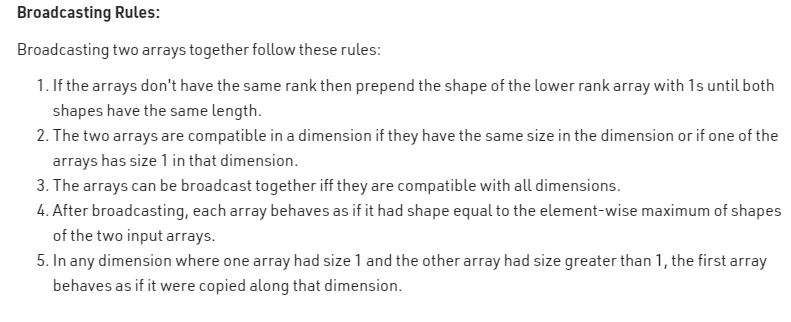 Broadcasting Rules:
Broadcasting two arrays together follow these rules:
1. If the arrays don't have the same rank then prepend the shape of the lower rank array with 1s until both
shapes have the same length.
2. The two arrays are compatible in a dimension if they have the same size in the dimension or if one of the
arrays has size 1 in that dimension.
3. The arrays can be broadcast together iff they are compatible with all dimensions.
4. After broadcasting, each array behaves as if it had shape equal to the element-wise maximum of shapes
of the two input arrays.
5. In any dimension where one array had size 1 and the other array had size greater than 1, the first array
behaves as if it were copied along that dimension.